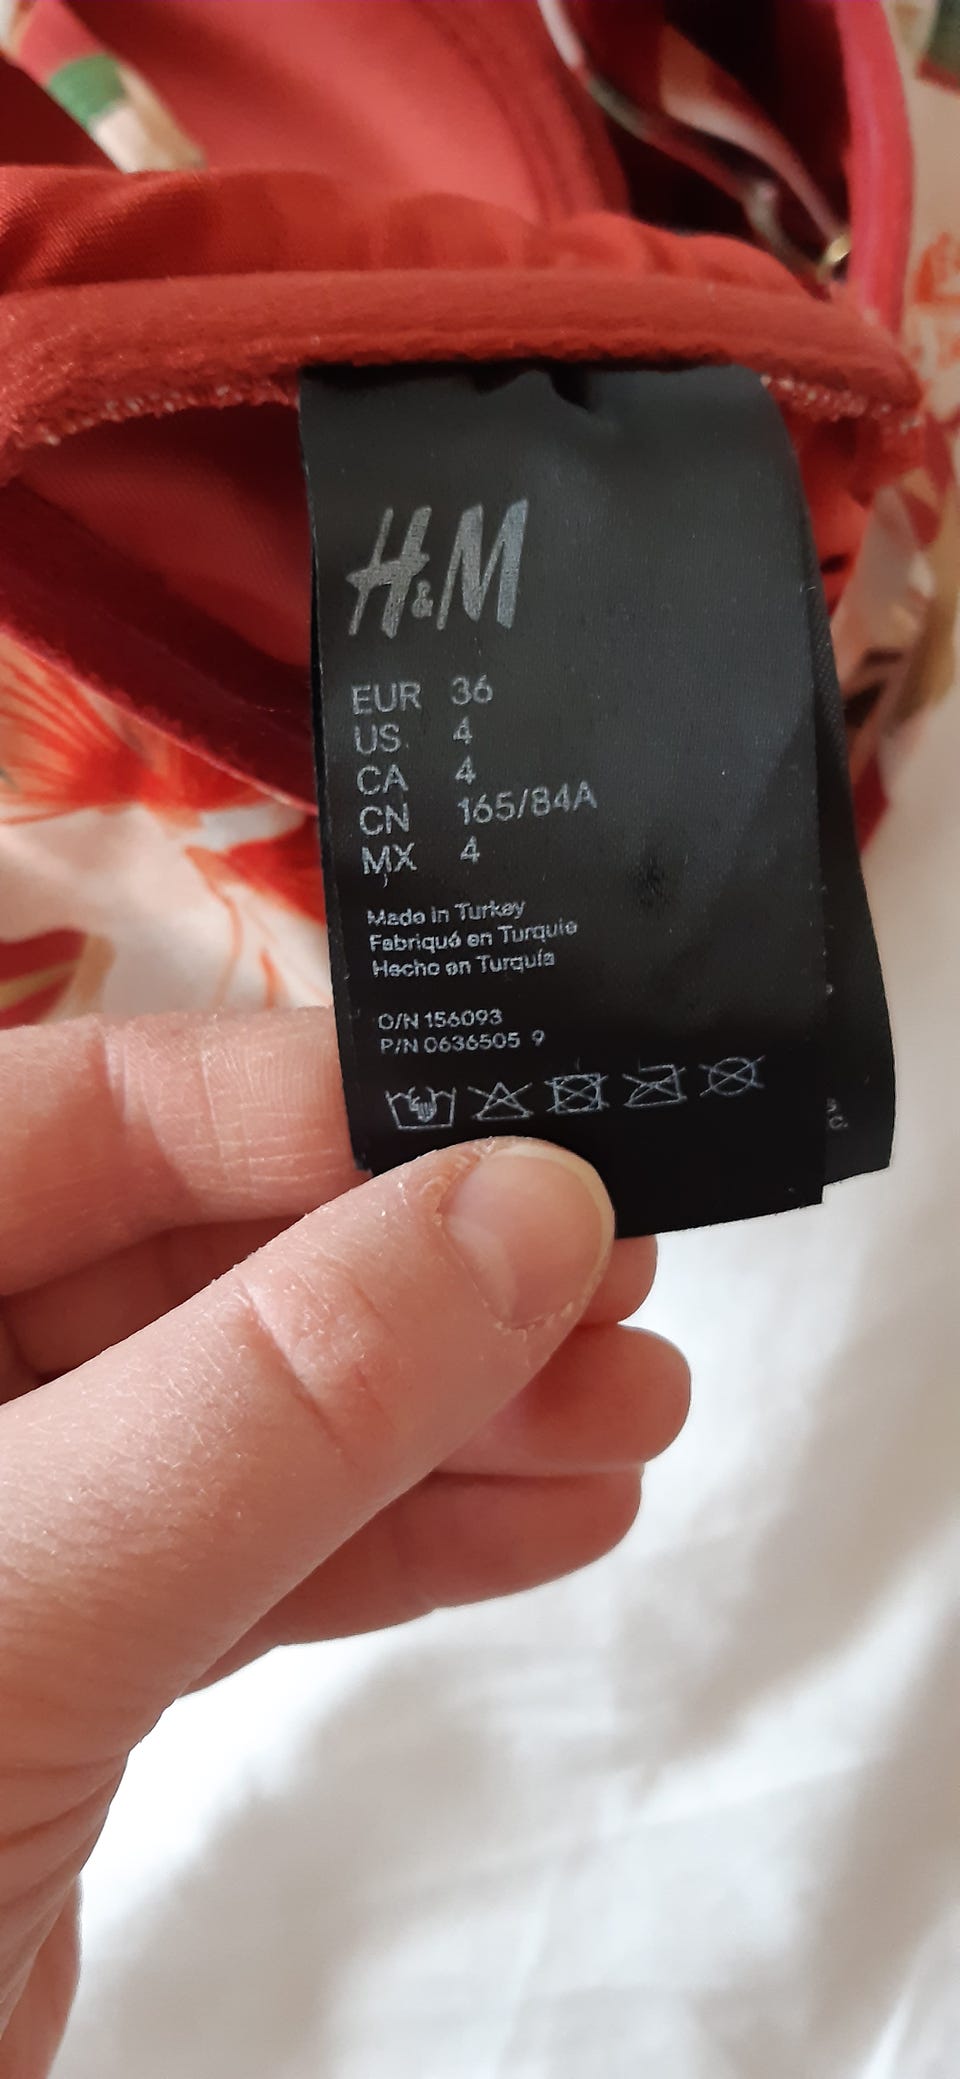 H&M
EUR 36
US 4
CA 4
CN 165/84A
MX 4
Made in Turkey
Fabriqué en Turquie
Hecho en Turquía
O/N 156093
P/N 0636505 9